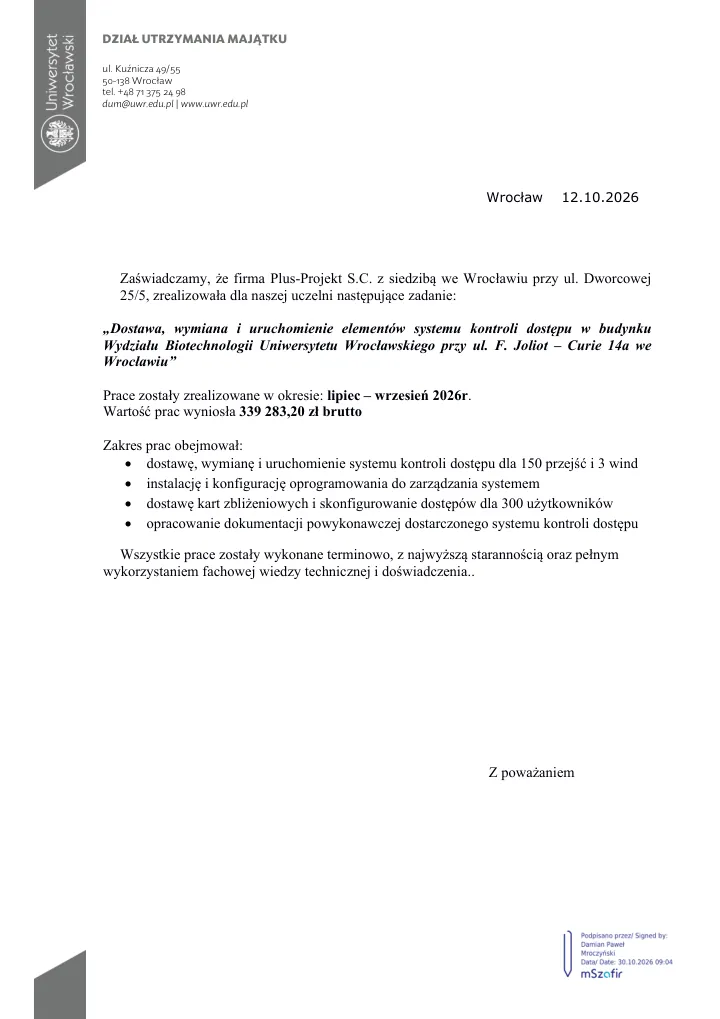 Uniwersytet
Wrocławski
DZIAŁ UTRZYMANIA MAJĄTKU
ul. Kuźnicza 49/55
50-138 Wrocław
tel. +48 71 375 24 98
dum@uwr.edu.pl | www.uwr.edu.pl
Wrocław 12.10.2026
Zaświadczamy, że firma Plus-Projekt S.C. z siedzibą we Wrocławiu przy ul. Dworcowej
25/5, zrealizowała dla naszej uczelni następujące zadanie:
„Dostawa, wymiana i uruchomienie elementów systemu kontroli dostępu w budynku
Wydziału Biotechnologii Uniwersytetu Wrocławskiego przy ul. F. Joliot – Curie 14a we
Wrocławiu”
Prace zostały zrealizowane w okresie: lipiec – wrzesień 2026r.
Wartość prac wyniosła 339 283,20 zł brutto
Zakres prac obejmował:
• dostawę, wymianę i uruchomienie systemu kontroli dostępu dla 150 przejść i 3 wind
• instalację i konfigurację oprogramowania do zarządzania systemem
• dostawę kart zbliżeniowych i skonfigurowanie dostępów dla 300 użytkowników
• opracowanie dokumentacji powykonawczej dostarczonego systemu kontroli dostępu
Wszystkie prace zostały wykonane terminowo, z najwyższą starannością oraz pełnym
wykorzystaniem fachowej wiedzy technicznej i doświadczenia..
Z poważaniem
Podpisano przez/ Signed by:
Damian Paweł
Mroczyński
Data/ Date: 30.10.2026 09:04
mSzafir